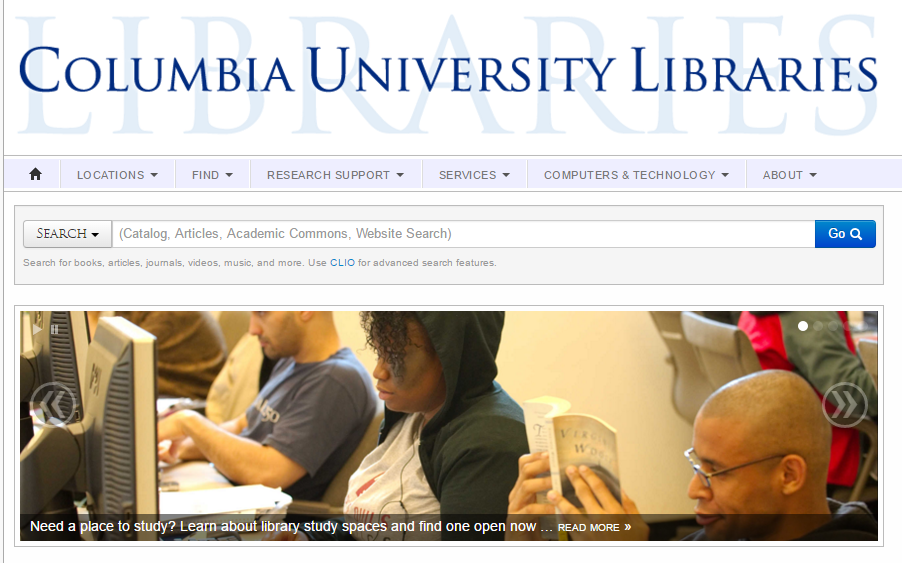 LIBRARIES
COLUMBIA UNIVERSITY LIBRARIES
LOCATIONS FIND RESEARCH SUPPORT SERVICES COMPUTERS & TECHNOLOGY ABOUT
SEARCH (Catalog, Articles, Academic Commons, Website Search) Go
Search for books, articles, journals, videos, music, and more. Use CLIO for advanced search features.
VIRGINIA
Need a place to study? Learn about library study spaces and find one open now ... READ MORE »